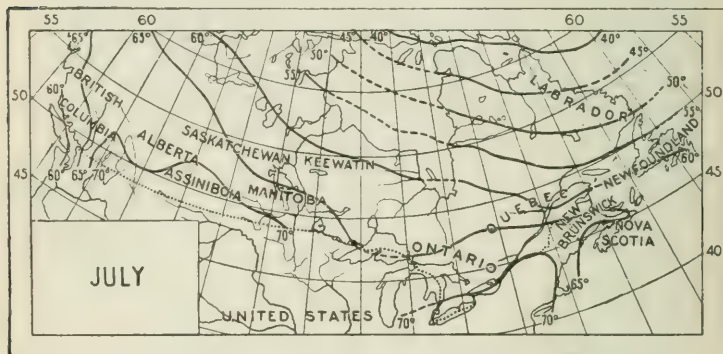 55 60 60 55
65° 65° 60° 45° 40° 40°
50° 45°
55° 50°
55°
50 50
60°
BRITISH COLUMBIA
ALBERTA
SASKATCHEWAN KEEWATIN
ASSINIBOIA MANITOBA
LABRADOR
NEWFOUNDLAND
60°
60° 65° 70°
45 45
QUEBEC
NEW BRUNSWICK
NOVA SCOTIA
ONTARIO
70°
40
65°
JULY
UNITED STATES
70° 70°